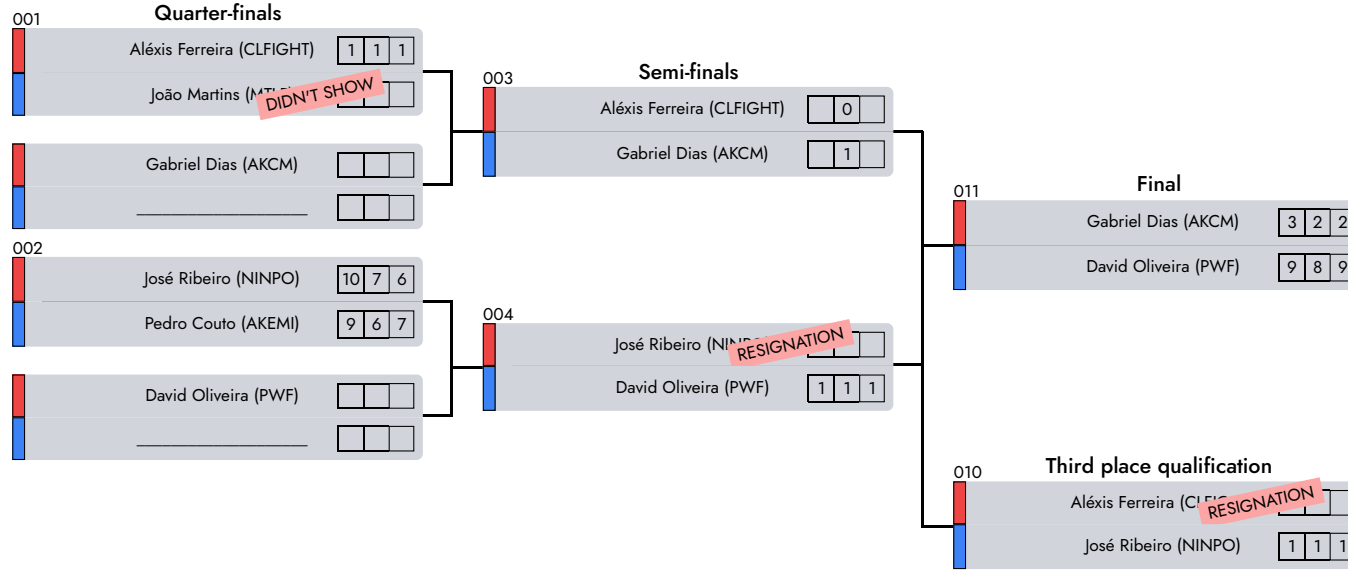 Quarter-finals
001
Aléxis Ferreira (CLFIGHT) 1 1 1
João Martins
DIDN'T SHOW
Gabriel Dias (AKCM)
002
José Ribeiro (NINPO) 10 7 6
Pedro Couto (AKEMI) 9 6 7
David Oliveira (PWF)
Semi-finals
003
Aléxis Ferreira (CLFIGHT) 0
Gabriel Dias (AKCM) 1
004
José Ribeiro
RESIGNATION
David Oliveira (PWF) 1 1 1
Final
011
Gabriel Dias (AKCM) 3 2 2
David Oliveira (PWF) 9 8 9
Third place qualification
010
Aléxis Ferreira
RESIGNATION
José Ribeiro (NINPO) 1 1 1